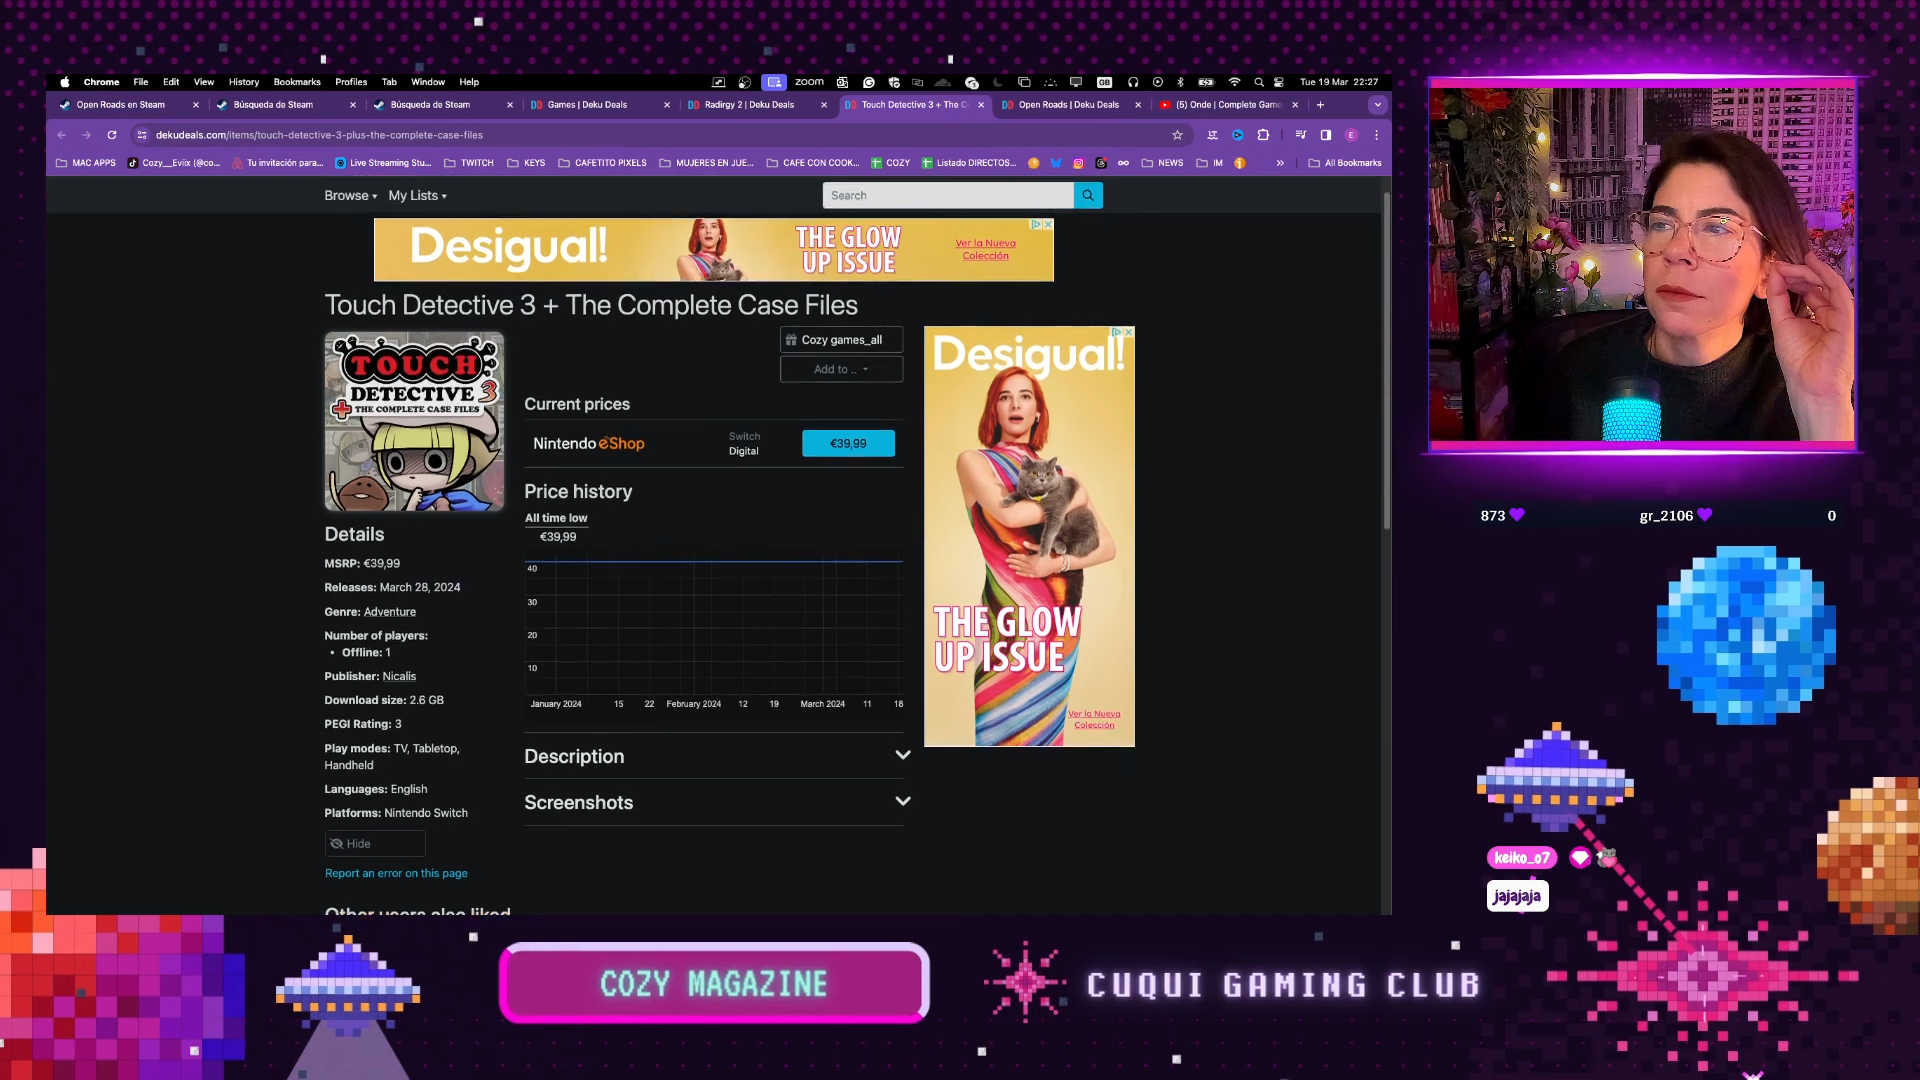 Chrome File Edit View History Bookmarks Profiles Tab Window Help
zoom GB Tue 19 Mar 22:27
Open Roads en Steam
Búsqueda de Steam
Búsqueda de Steam
Games | Deku Deals
Radirgy 2 | Deku Deals
Touch Detective 3 + The C
Open Roads | Deku Deals
(5) Onde | Complete Game
dekudeals.com/items/touch-detective-3-plus-the-complete-case-files
E
MAC APPS
Cozy__Eviix (@co...
Tu invitación para...
Live Streaming Stu...
TWITCH
KEYS
CAFETITO PIXELS
MUJERES EN JUE...
CAFE CON COOK...
COZY
Listado DIRECTOS...
NEWS
IM
All Bookmarks
Browse
My Lists
Search
Desigual!
THE GLOW
UP ISSUE
Ver la Nueva
Colección
Touch Detective 3 + The Complete Case Files
TOUCH
DETECTIVE 3
+ THE COMPLETE CASE FILES
Cozy games_all
Add to ..
Current prices
Nintendo eShop
Switch
Digital
€39,99
Price history
All time low
€39,99
40
30
20
10
January 2024 15 22 February 2024 12 19 March 2024 11 18
Description
Screenshots
Details
MSRP: €39,99
Releases: March 28, 2024
Genre: Adventure
Number of players:
• Offline: 1
Publisher: Nicalis
Download size: 2.6 GB
PEGI Rating: 3
Play modes: TV, Tabletop,
Handheld
Languages: English
Platforms: Nintendo Switch
Hide
Report an error on this page
Other users also liked
Desigual!
THE GLOW
UP ISSUE
Ver la Nueva
Colección
873
gr_2106
0
keiko_o7
jajajaja
COZY MAGAZINE
CUQUI GAMING CLUB